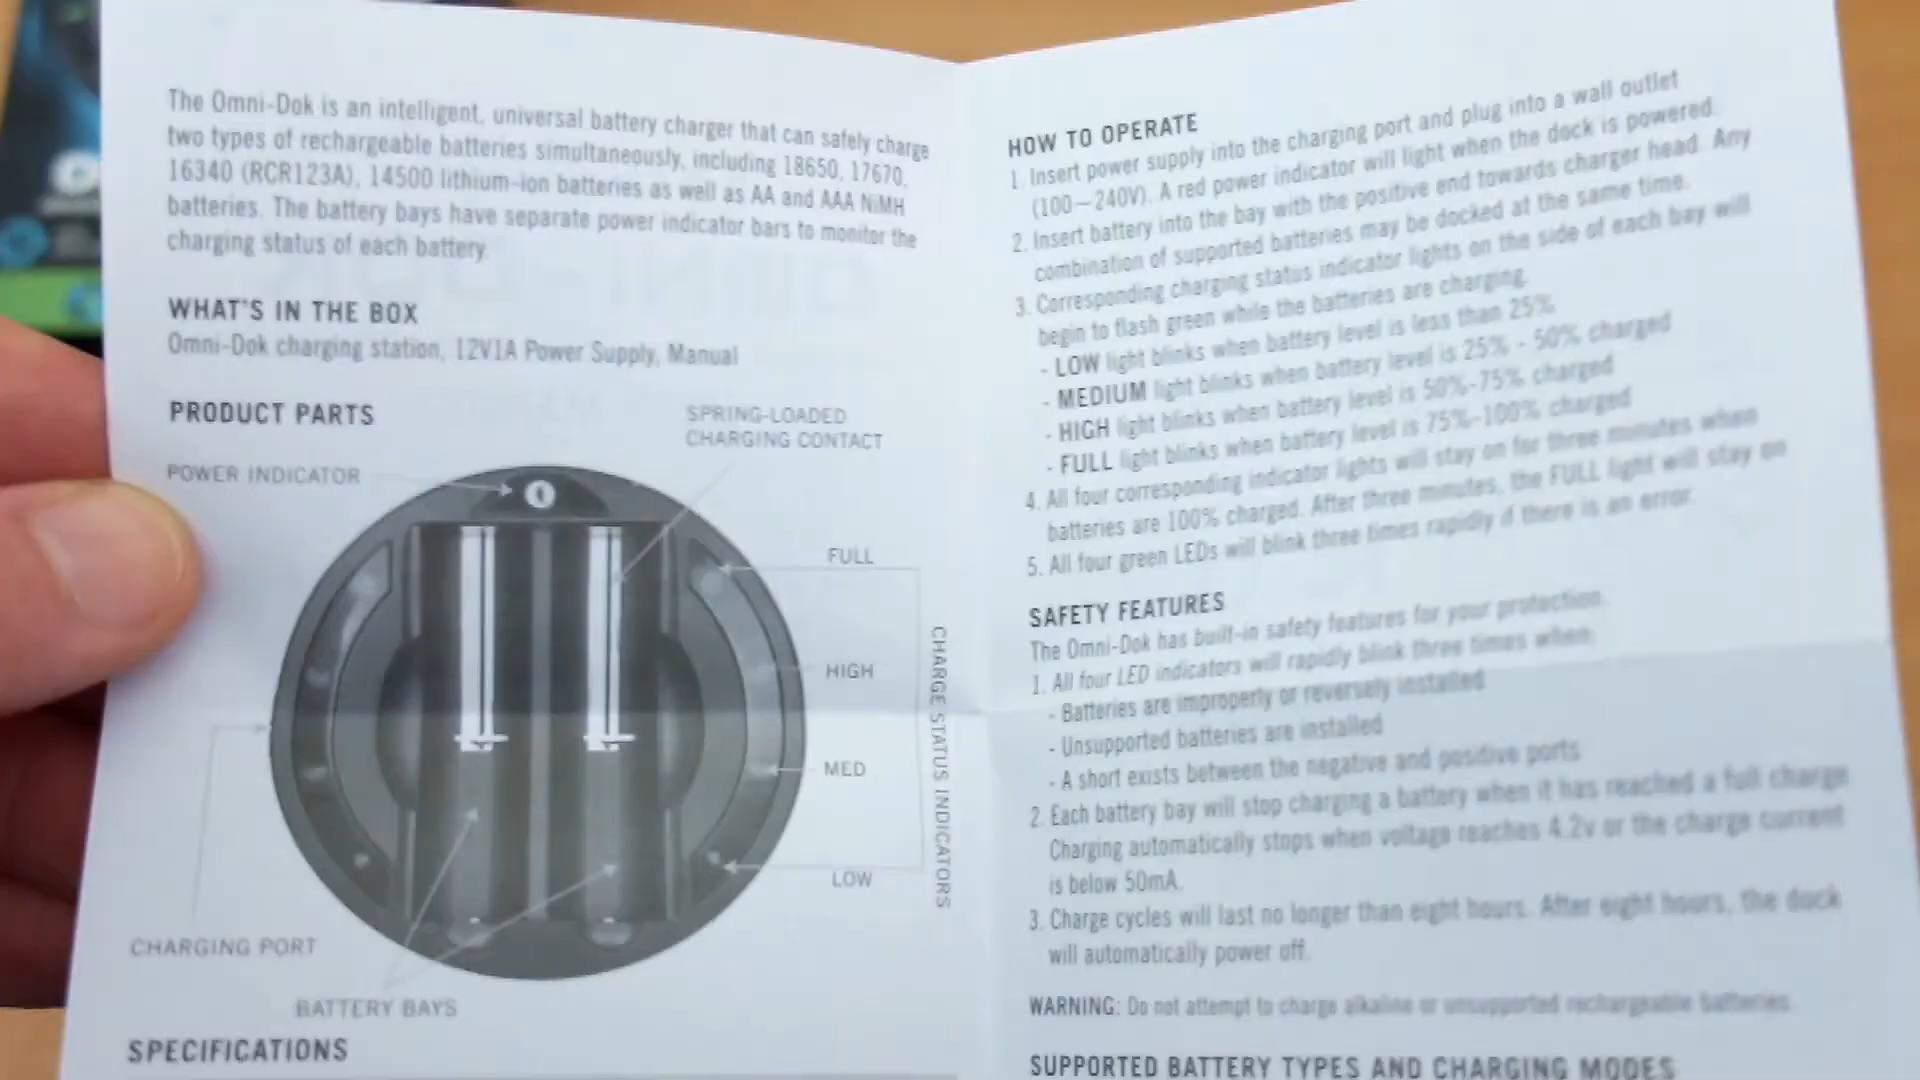 The Omni-Dok is an intelligent, universal battery charger that can safely charge
two types of rechargeable batteries simultaneously, including 18650, 17670,
16340 (RCR123A), 14500 lithium-ion batteries as well as AA and AAA NiMH
batteries. The battery bays have separate power indicator bars to monitor the
charging status of each battery.
WHAT'S IN THE BOX
Omni-Dok charging station, 12V1A Power Supply, Manual
PRODUCT PARTS
SPRING-LOADED
CHARGING CONTACT
POWER INDICATOR
FULL
HIGH
MED
LOW
CHARGE STATUS INDICATORS
CHARGING PORT
BATTERY BAYS
SPECIFICATIONS
HOW TO OPERATE
1. Insert power supply into the charging port and plug into a wall outlet
(100-240V). A red power indicator will light when the dock is powered.
2. Insert battery into the bay with the positive end towards charger head. Any
combination of supported batteries may be docked at the same time.
3. Corresponding charging status indicator lights on the side of each bay will
begin to flash green while the batteries are charging.
- LOW light blinks when battery level is less than 25%
- MEDIUM light blinks when battery level is 25% - 50% charged
- HIGH light blinks when battery level is 50%-75% charged
- FULL light blinks when battery level is 75%-100% charged
4. All four corresponding indicator lights will stay on for three minutes when
batteries are 100% charged. After three minutes, the FULL light will stay on
5. All four green LEDs will blink three times rapidly if there is an error.
SAFETY FEATURES
The Omni-Dok has built-in safety features for your protection.
1. All four LED indicators will rapidly blink three times when:
- Batteries are improperly or reversely installed
- Unsupported batteries are installed
- A short exists between the negative and positive ports
2. Each battery bay will stop charging a battery when it has reached a full charge.
Charging automatically stops when voltage reaches 4.2v or the charge current
is below 50mA.
3. Charge cycles will last no longer than eight hours. After eight hours, the dock
will automatically power off.
WARNING: Do not attempt to charge alkaline or unsupported rechargeable batteries.
SUPPORTED BATTERY TYPES AND CHARGING MODES